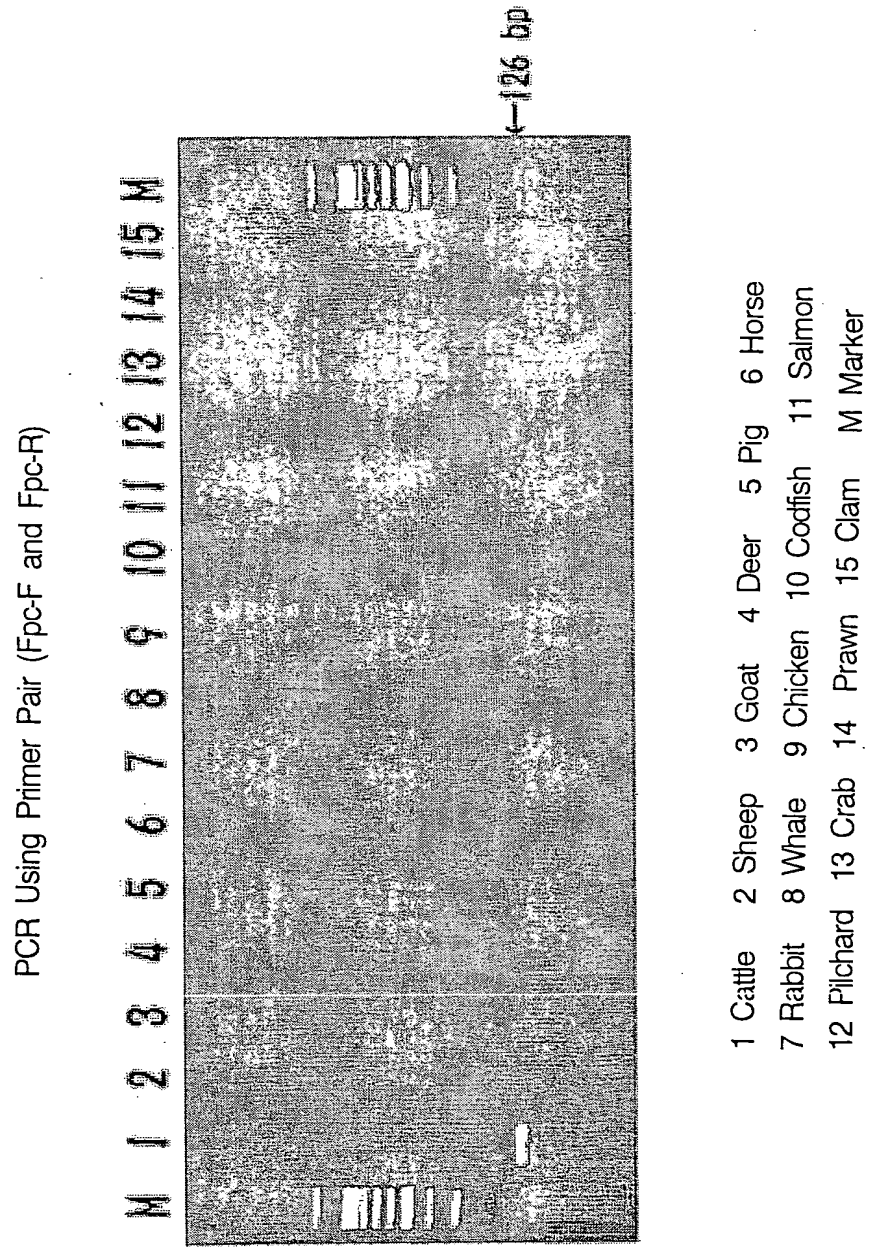 PCR Using Primer Pair (Fpc-F and Fpc-R)
M 1 2 3 4 5 6 7 8 9 10 11 12 13 14 15 M
←126 bp
1 Cattle 2 Sheep 3 Goat 4 Deer 5 Pig 6 Horse
7 Rabbit 8 Whale 9 Chicken 10 Codfish 11 Salmon
12 Pilchard 13 Crab 14 Prawn 15 Clam M Marker